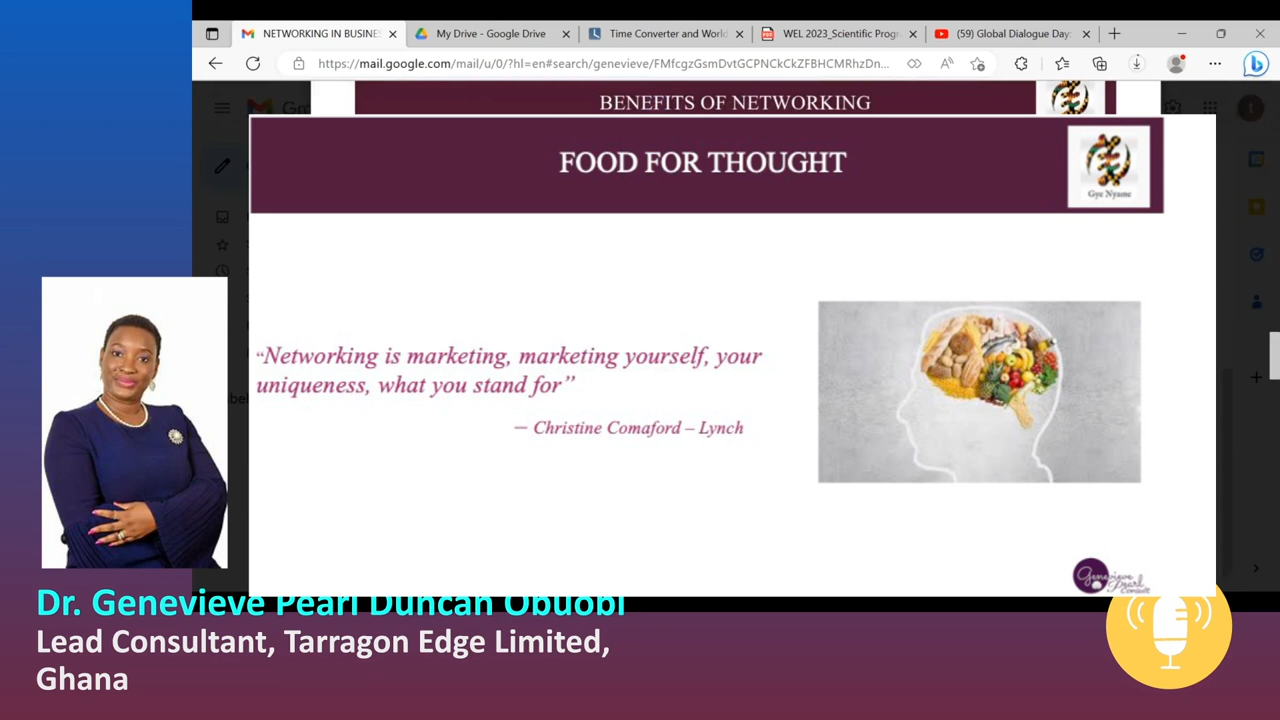 NETWORKING IN BUSINE
My Drive - Google Drive
Time Converter and World
WEL 2023_Scientific Progr
(59) Global Dialogue Day:
https://mail.google.com/mail/u/0/?hl=en#search/genevieve/FMfcgzGsmDvtGCPNCkCkZFBHCMRhzDn...
BENEFITS OF NETWORKING
FOOD FOR THOUGHT
Gye Nyame
“Networking is marketing, marketing yourself, your
uniqueness, what you stand for”
— Christine Comaford – Lynch
Genevieve
Pearl
Consult
Dr. Genevieve Pearl Duncan Obuobi
Lead Consultant, Tarragon Edge Limited,
Ghana